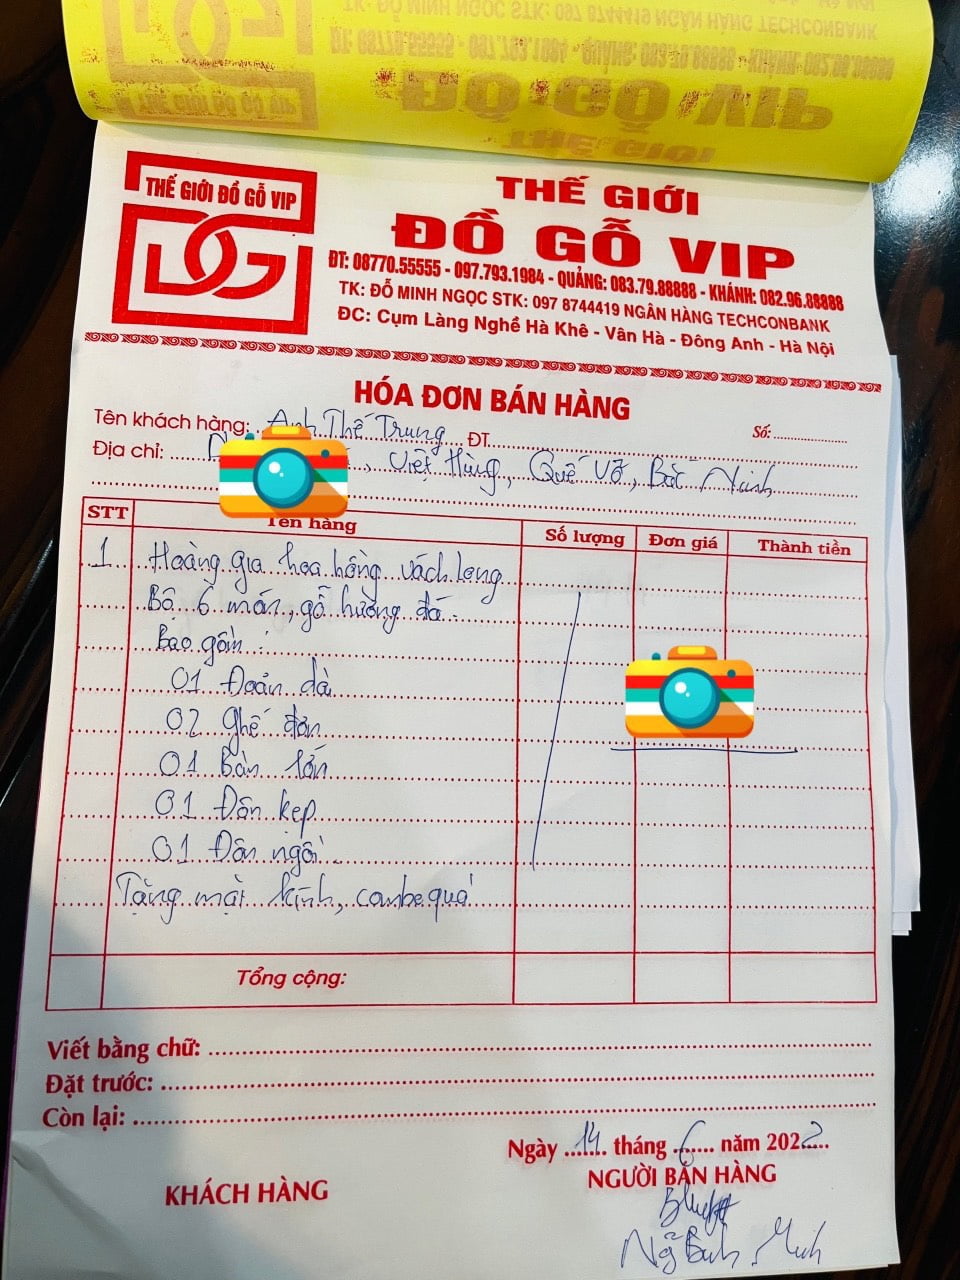 THẾ GIỚI ĐỒ GỖ VIP
DG
THẾ GIỚI
ĐỒ GỖ VIP
ĐT: 08770.55555 - 097.793.1984 - QUẢNG: 083.79.88888 - KHÁNH: 082.96.88888
TK: ĐỖ MINH NGỌC STK: 097 8744419 NGÂN HÀNG TECHCONBANK
ĐC: Cụm Làng Nghề Hà Khê - Vân Hà - Đông Anh - Hà Nội
HÓA ĐƠN BÁN HÀNG
Tên khách hàng: Anh Thế Trung ĐT Số:
Địa chỉ: , Việt Hùng, Quế Võ, Bắc Ninh
STT Tên hàng Số lượng Đơn giá Thành tiền
1 Hoàng gia hoa hồng vách lọng
Bộ 6 món, gỗ hương đá.
Bao gồm :
01 Đoản dài
02 Ghế đơn
01 Bàn lớn
01 Đôn kẹp
01 Đôn ngồi
Tặng mặt kính, combe quả
Tổng cộng:
Viết bằng chữ:
Đặt trước:
Còn lại:
Ngày 14 tháng 6 năm 2022
KHÁCH HÀNG NGƯỜI BÁN HÀNG